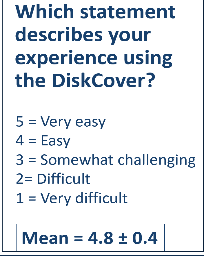 Which statement
describes your
experience using
the DiskCover?
5 = Very easy
4 = Easy
3 = Somewhat challenging
2= Difficult
1 = Very difficult
Mean = 4.8 ± 0.4